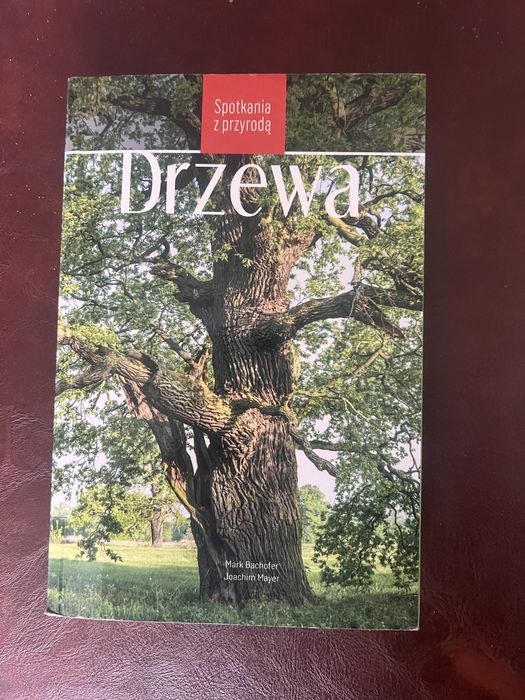 Spotkania
z przyrodą
Drzewa
Mark Bachofer
Joachim Mayer